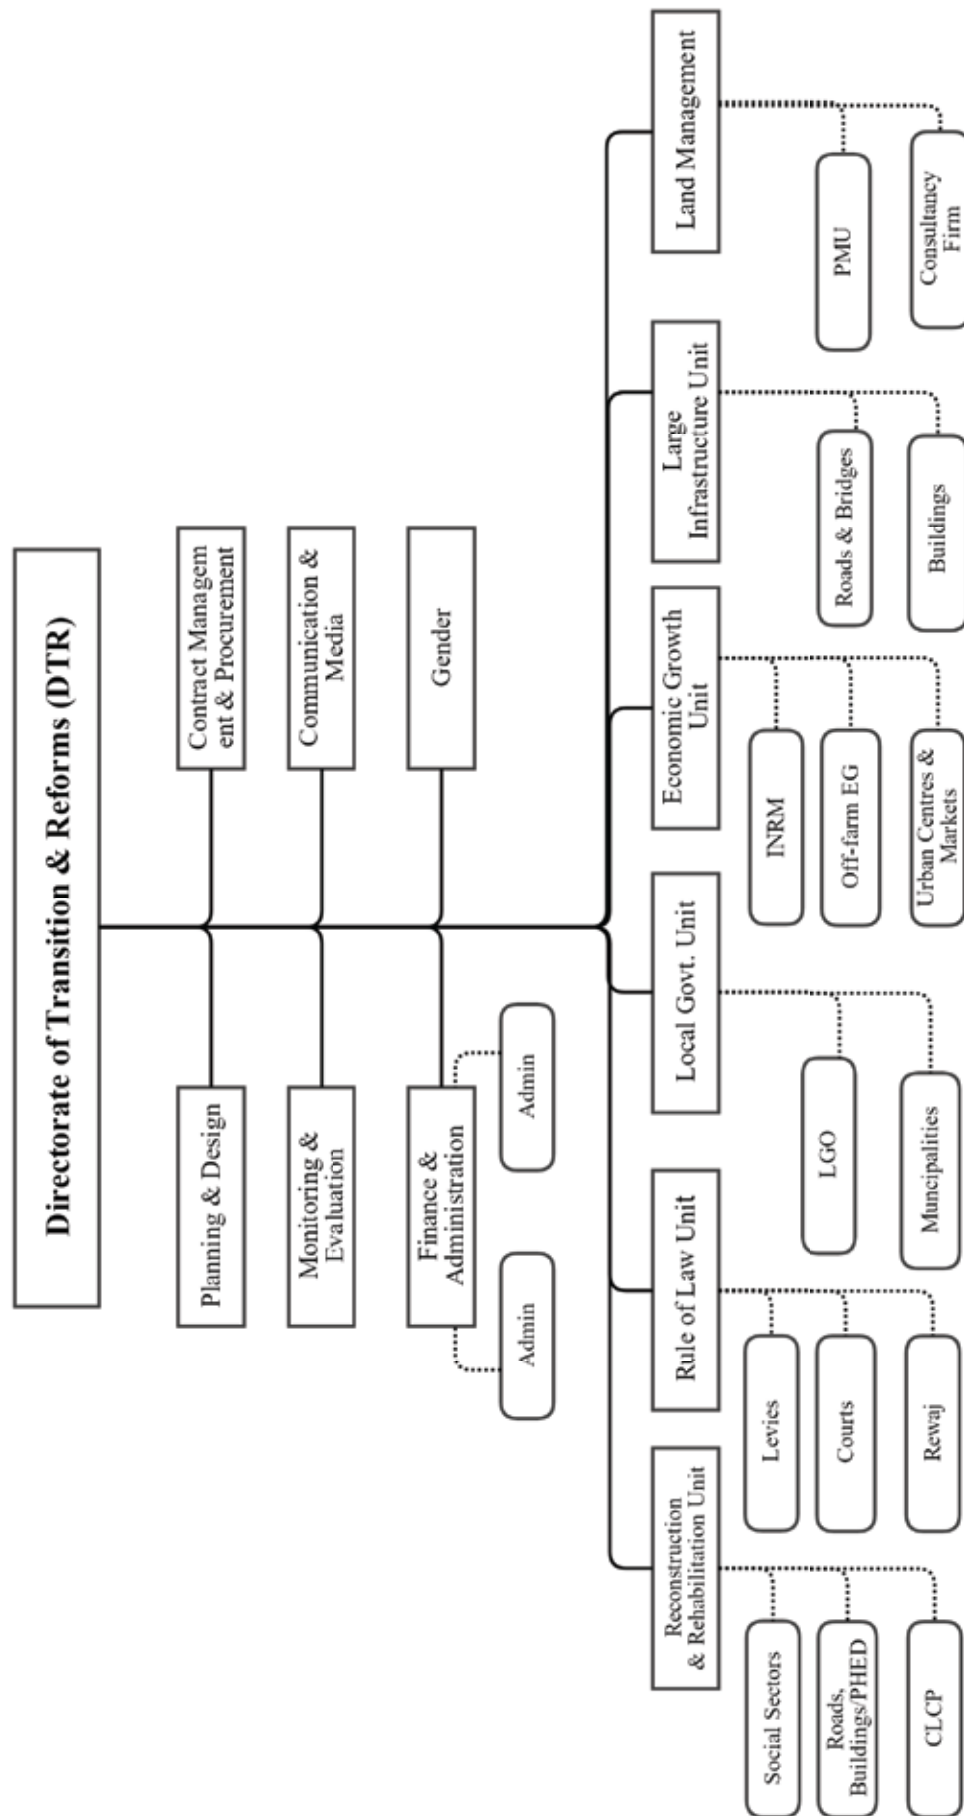 Directorate of Transition & Reforms (DTR)
Planning & Design
Contract Managem
ent & Procurement
Monitoring &
Evaluation
Communication &
Media
Finance &
Administration
Gender
Admin
Admin
Reconstruction
& Rehabilitation Unit
Rule of Law Unit
Local Govt. Unit
Economic Growth
Unit
Large
Infrastructure Unit
Land Management
Social Sectors
Roads,
Buildings/PHED
CLCP
Levies
Courts
Rewaj
LGO
Muncipalities
INRM
Off-farm EG
Urban Centres &
Markets
Roads & Bridges
Buildings
PMU
Consultancy
Firm